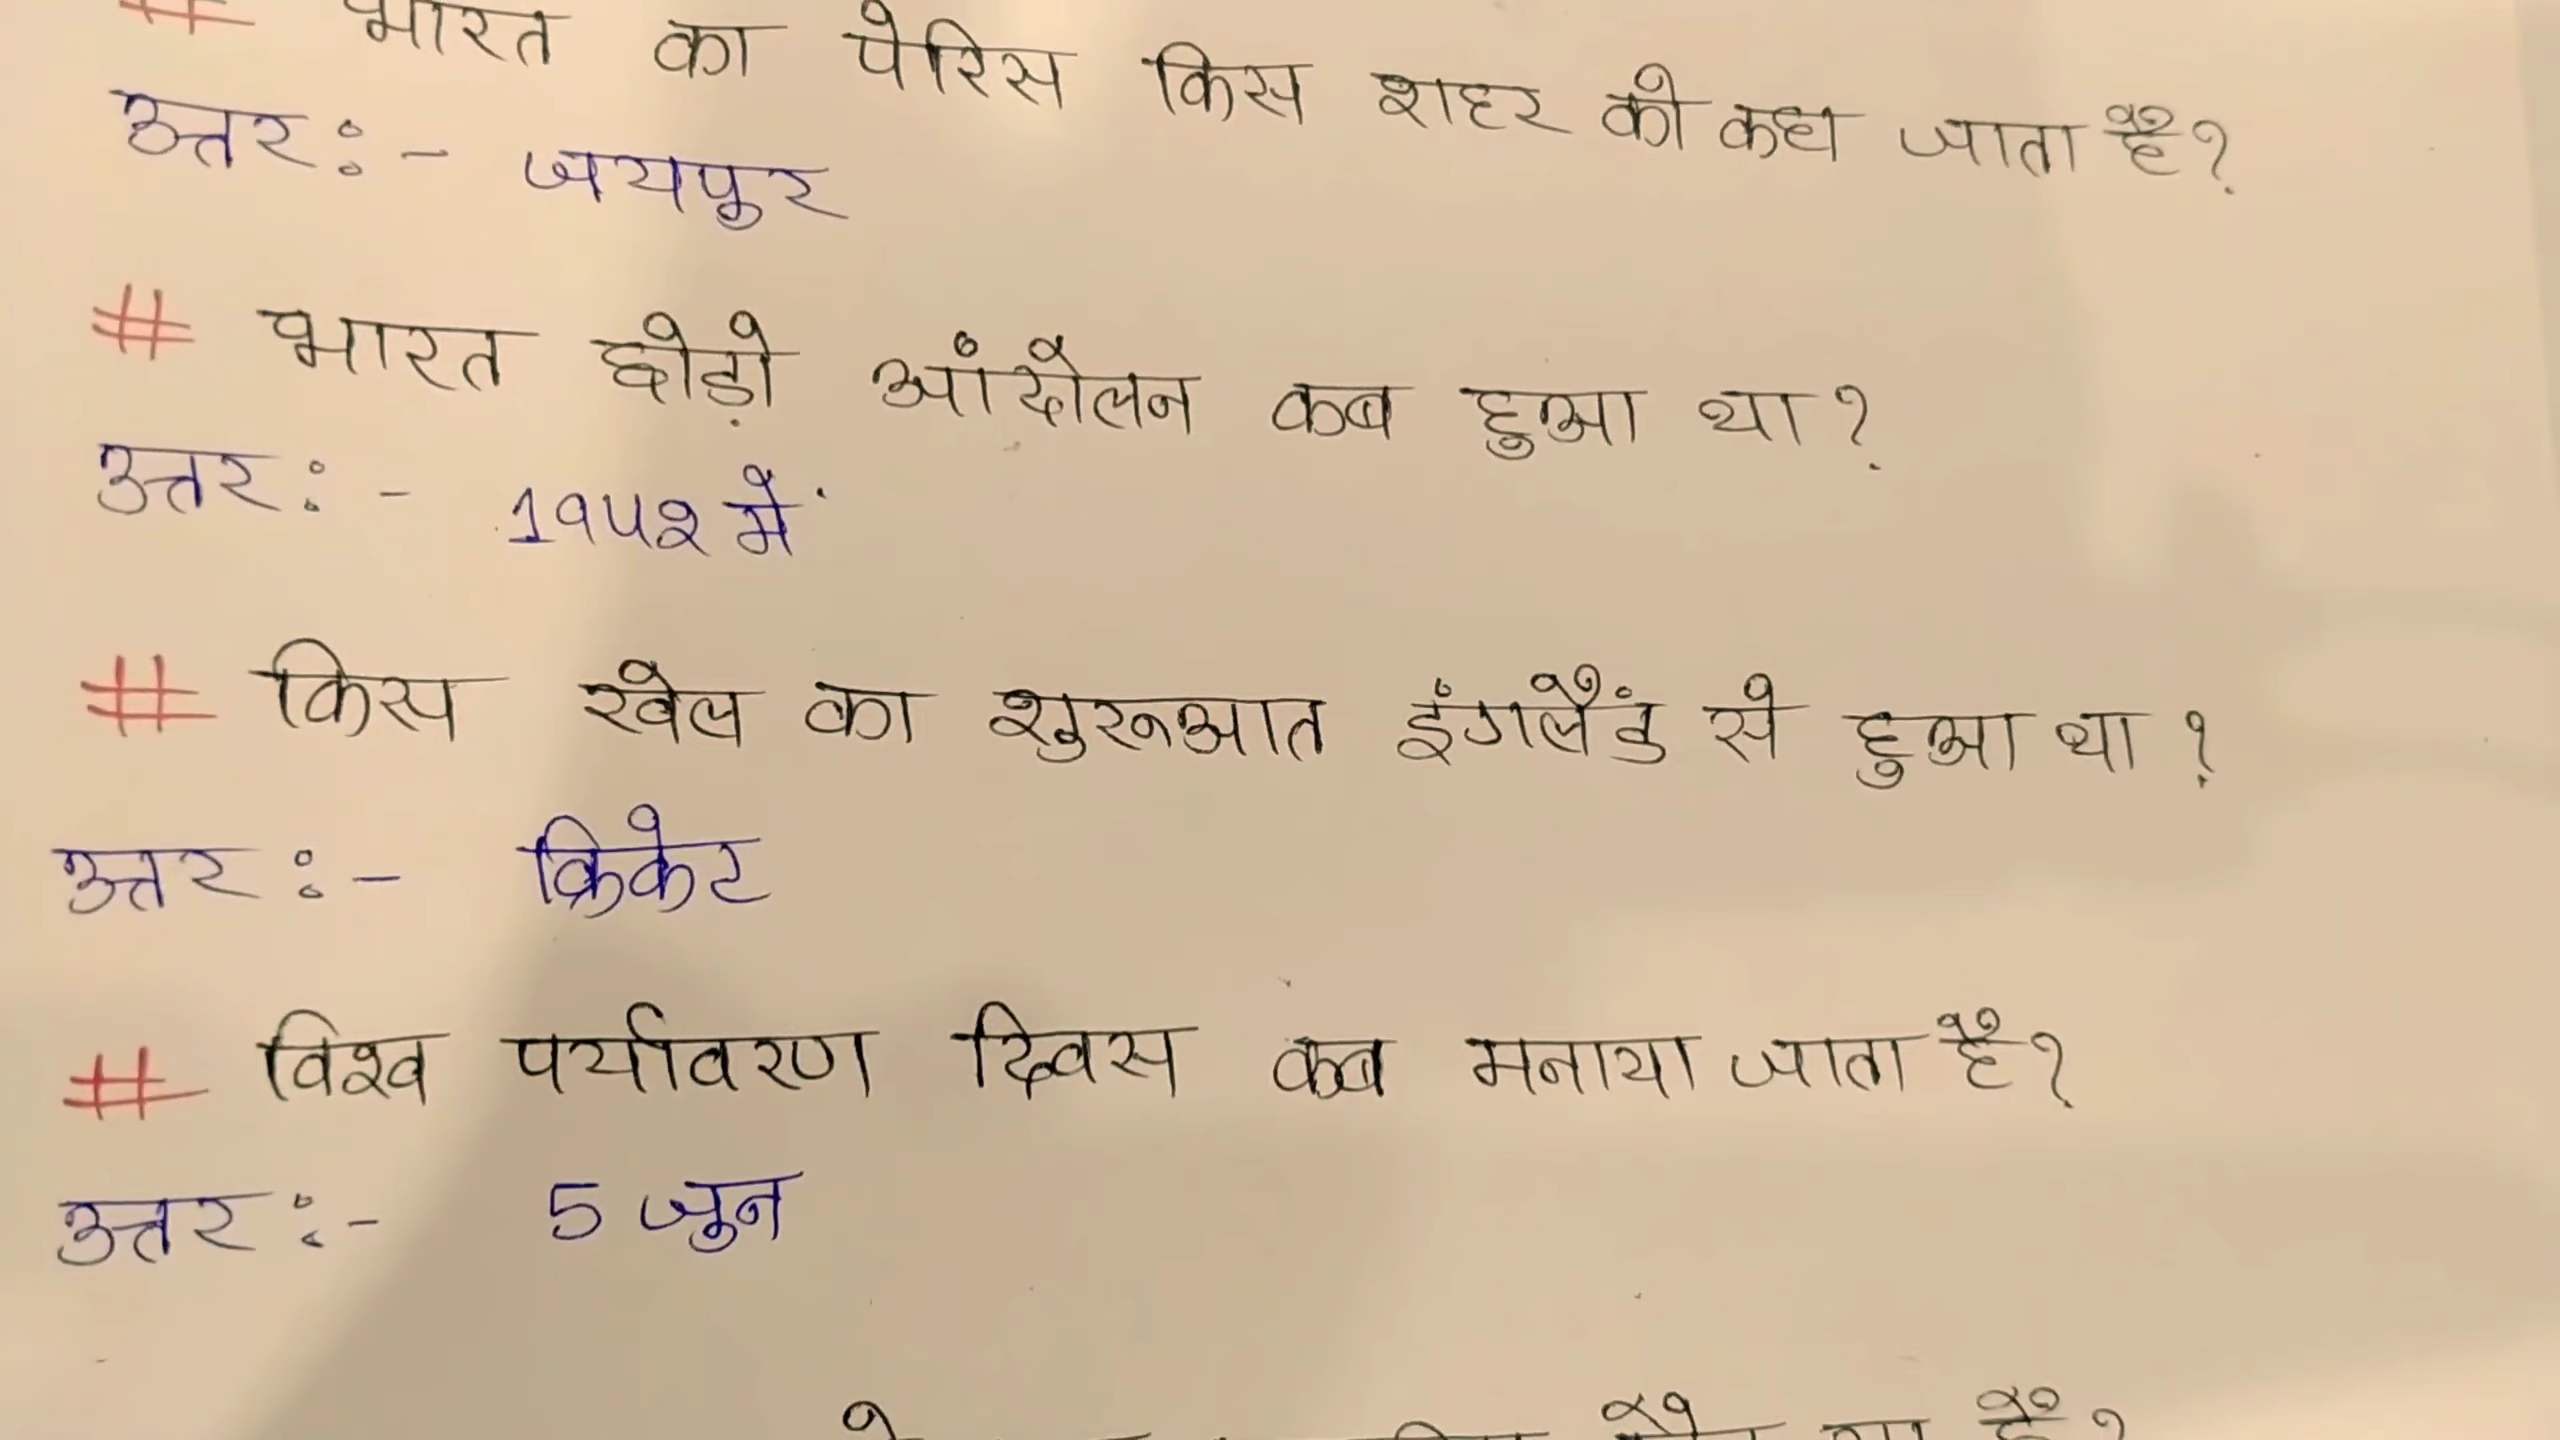 # भारत का पेरिस किस शहर को कहा जाता है?
उत्तर:- जयपुर
# भारत छोड़ो आंदोलन कब हुआ था?
उत्तर:- 1942 में
# किस खेल का शुरूआत इंगलैंड से हुआ था?
उत्तर:- क्रिकेट
# विश्व पर्यावरण दिवस कब मनाया जाता है?
उत्तर:- 5 जून